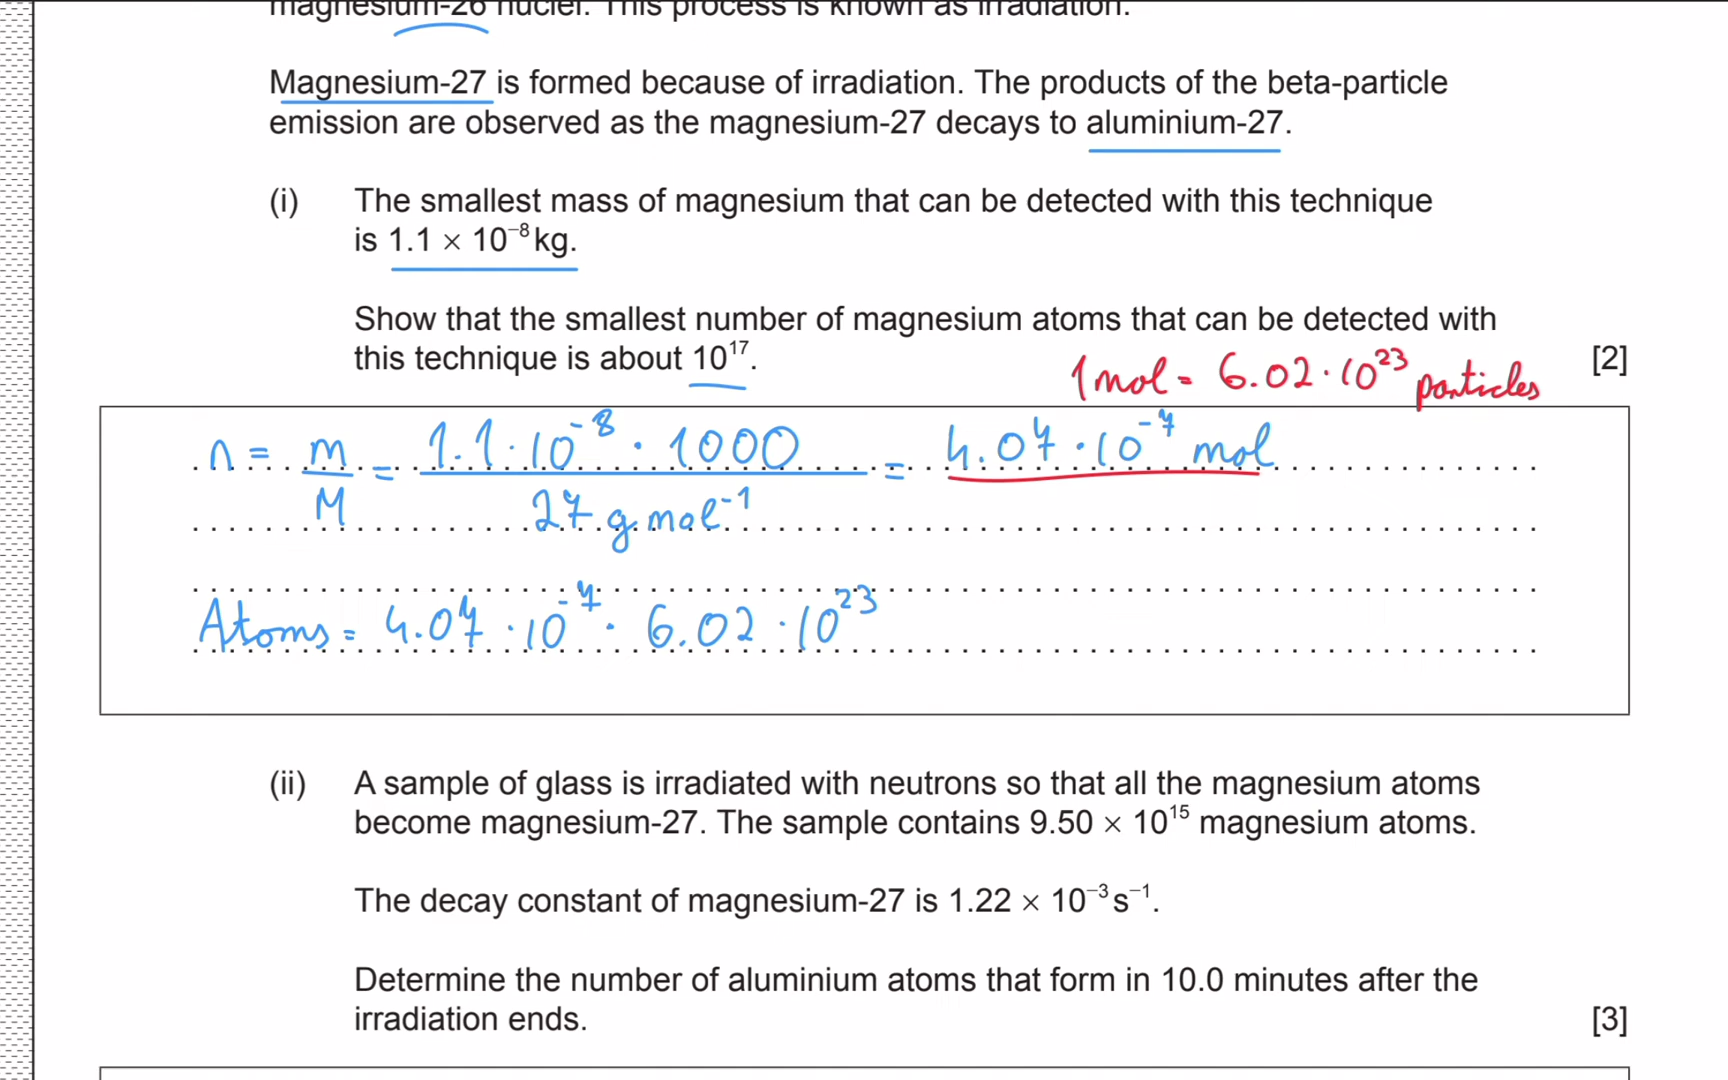 magnesium-26 nuclei. This process is known as irradiation.
Magnesium-27 is formed because of irradiation. The products of the beta-particle
emission are observed as the magnesium-27 decays to aluminium-27.
(i) The smallest mass of magnesium that can be detected with this technique
is 1.1 × 10⁻⁸ kg.
Show that the smallest number of magnesium atoms that can be detected with
this technique is about 10¹⁷. [2]
1 mol = 6.02 · 10²³ particles
n = m/M = 1.1 · 10⁻⁸ · 1000 / 27 g mol⁻¹ = 4.07 · 10⁻⁷ mol
Atoms = 4.07 · 10⁻⁷ · 6.02 · 10²³
(ii) A sample of glass is irradiated with neutrons so that all the magnesium atoms
become magnesium-27. The sample contains 9.50 × 10¹⁵ magnesium atoms.
The decay constant of magnesium-27 is 1.22 × 10⁻³ s⁻¹.
Determine the number of aluminium atoms that form in 10.0 minutes after the
irradiation ends. [3]